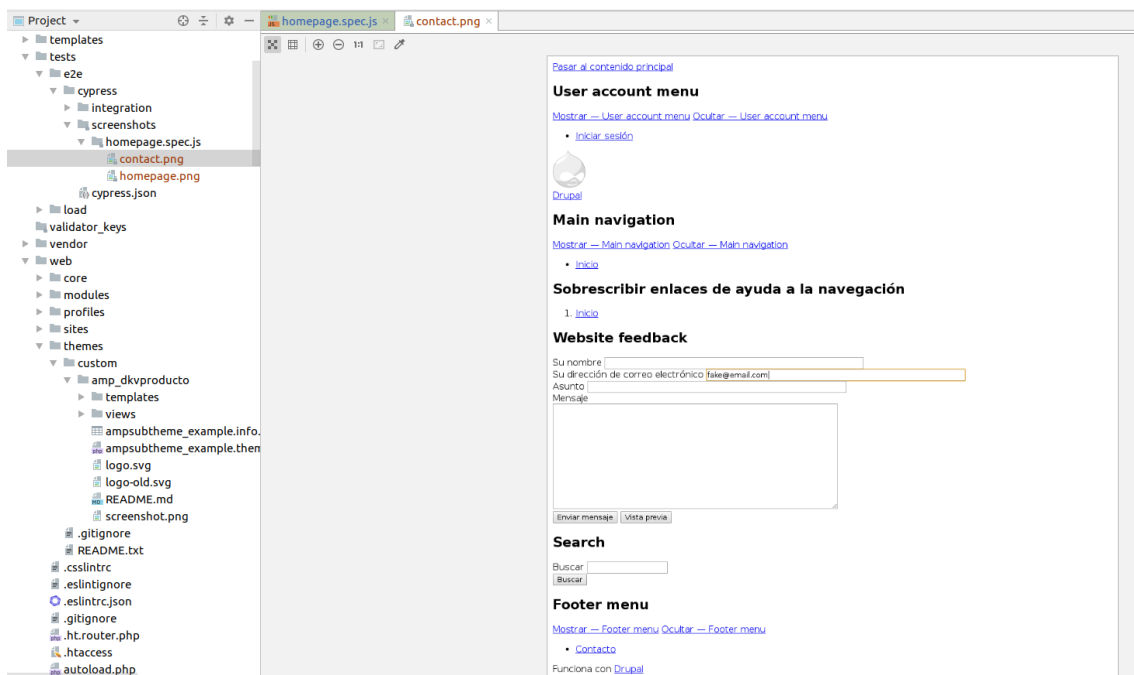 Project
homepage.spec.js
contact.png
templates
tests
e2e
cypress
integration
screenshots
homepage.spec.js
contact.png
homepage.png
cypress.json
load
validator_keys
vendor
web
core
modules
profiles
sites
themes
custom
amp_dkvproducto
templates
views
ampsubtheme_example.info.
ampsubtheme_example.them
logo.svg
logo-old.svg
README.md
screenshot.png
.gitignore
README.txt
.csslintrc
.eslintignore
.eslintrc.json
.gitignore
.ht.router.php
.htaccess
autoload.php
1:1
Pasar al contenido principal
User account menu
Mostrar — User account menu Ocultar — User account menu
• Iniciar sesión
Drupal
Main navigation
Mostrar — Main navigation Ocultar — Main navigation
• Inicio
Sobrescribir enlaces de ayuda a la navegación
1. Inicio
Website feedback
Su nombre
Su dirección de correo electrónico fake@email.com
Asunto
Mensaje
Enviar mensaje Vista previa
Search
Buscar
Buscar
Footer menu
Mostrar — Footer menu Ocultar — Footer menu
• Contacto
Funciona con Drupal